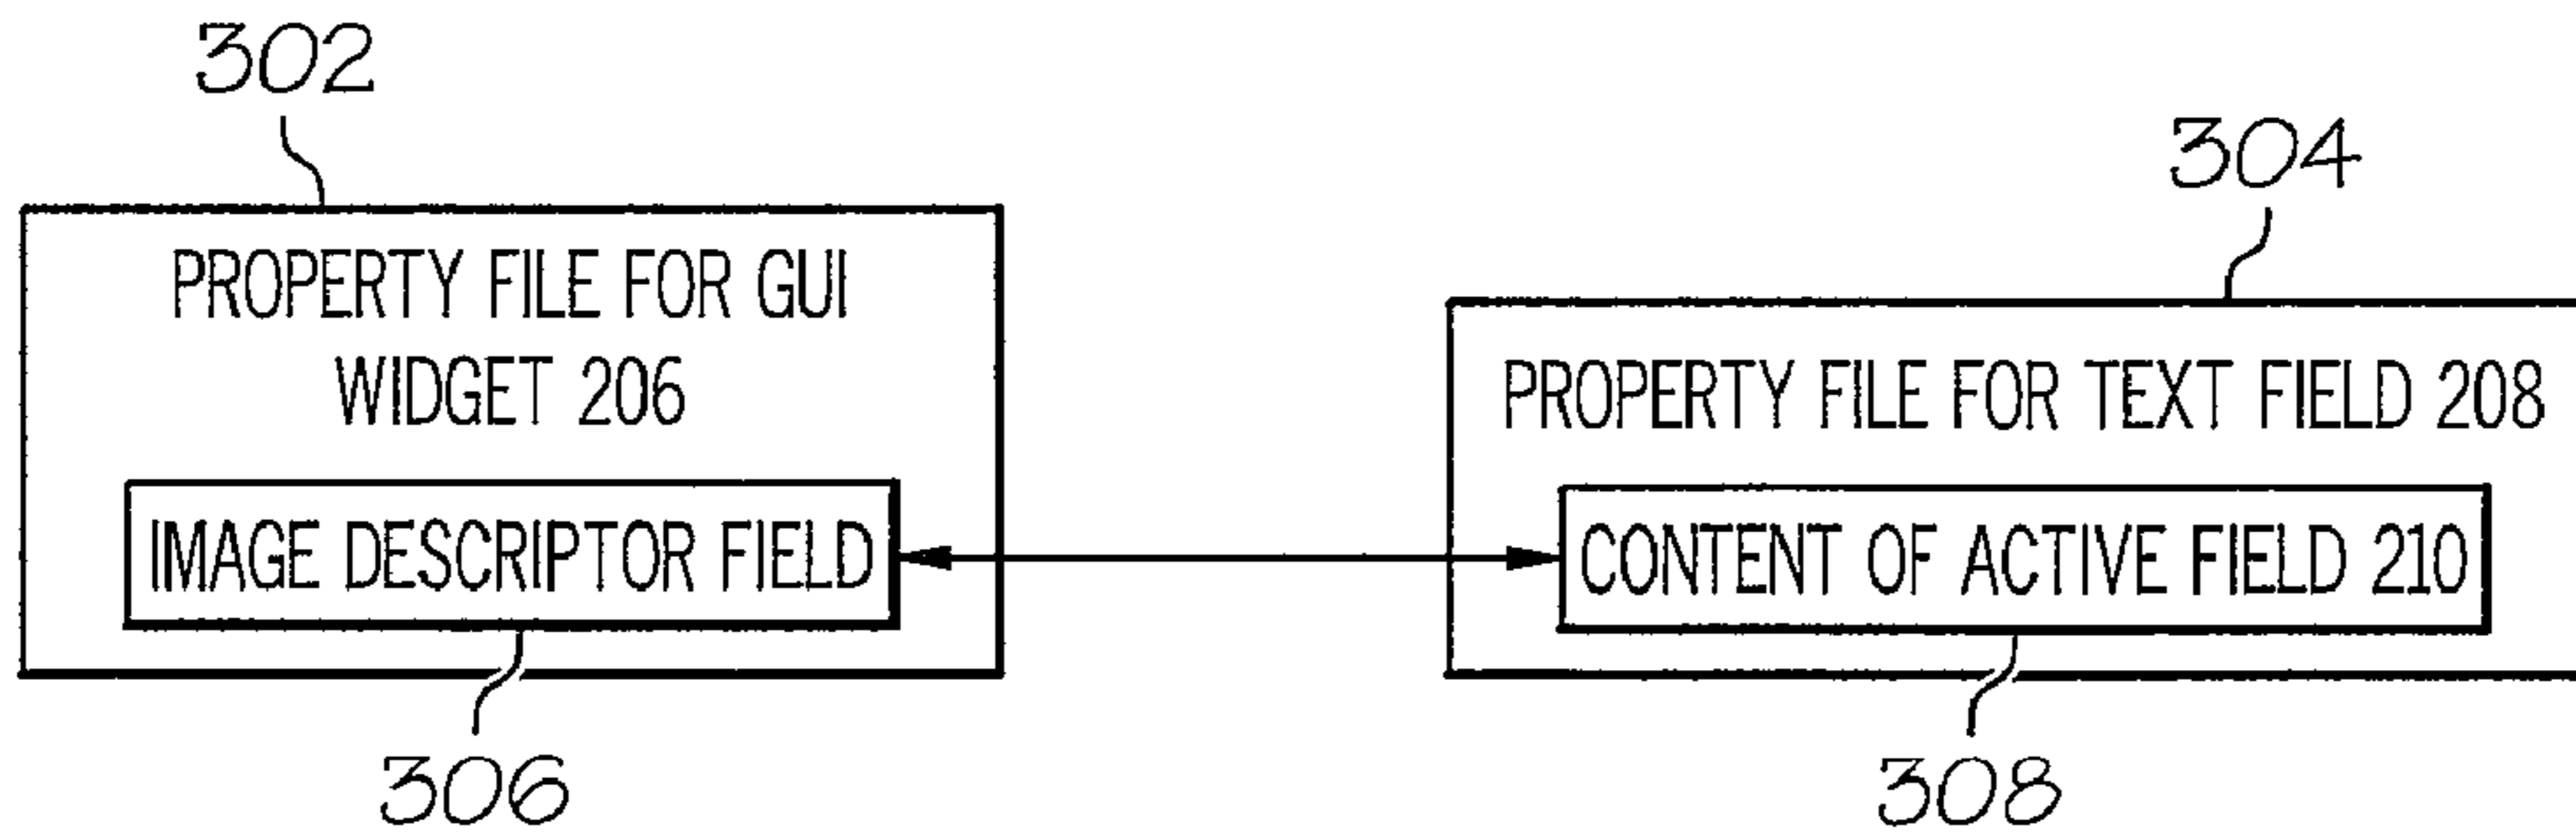 302
304
PROPERTY FILE FOR GUI
WIDGET 206
PROPERTY FILE FOR TEXT FIELD 208
IMAGE DESCRIPTOR FIELD
CONTENT OF ACTIVE FIELD 210
306
308